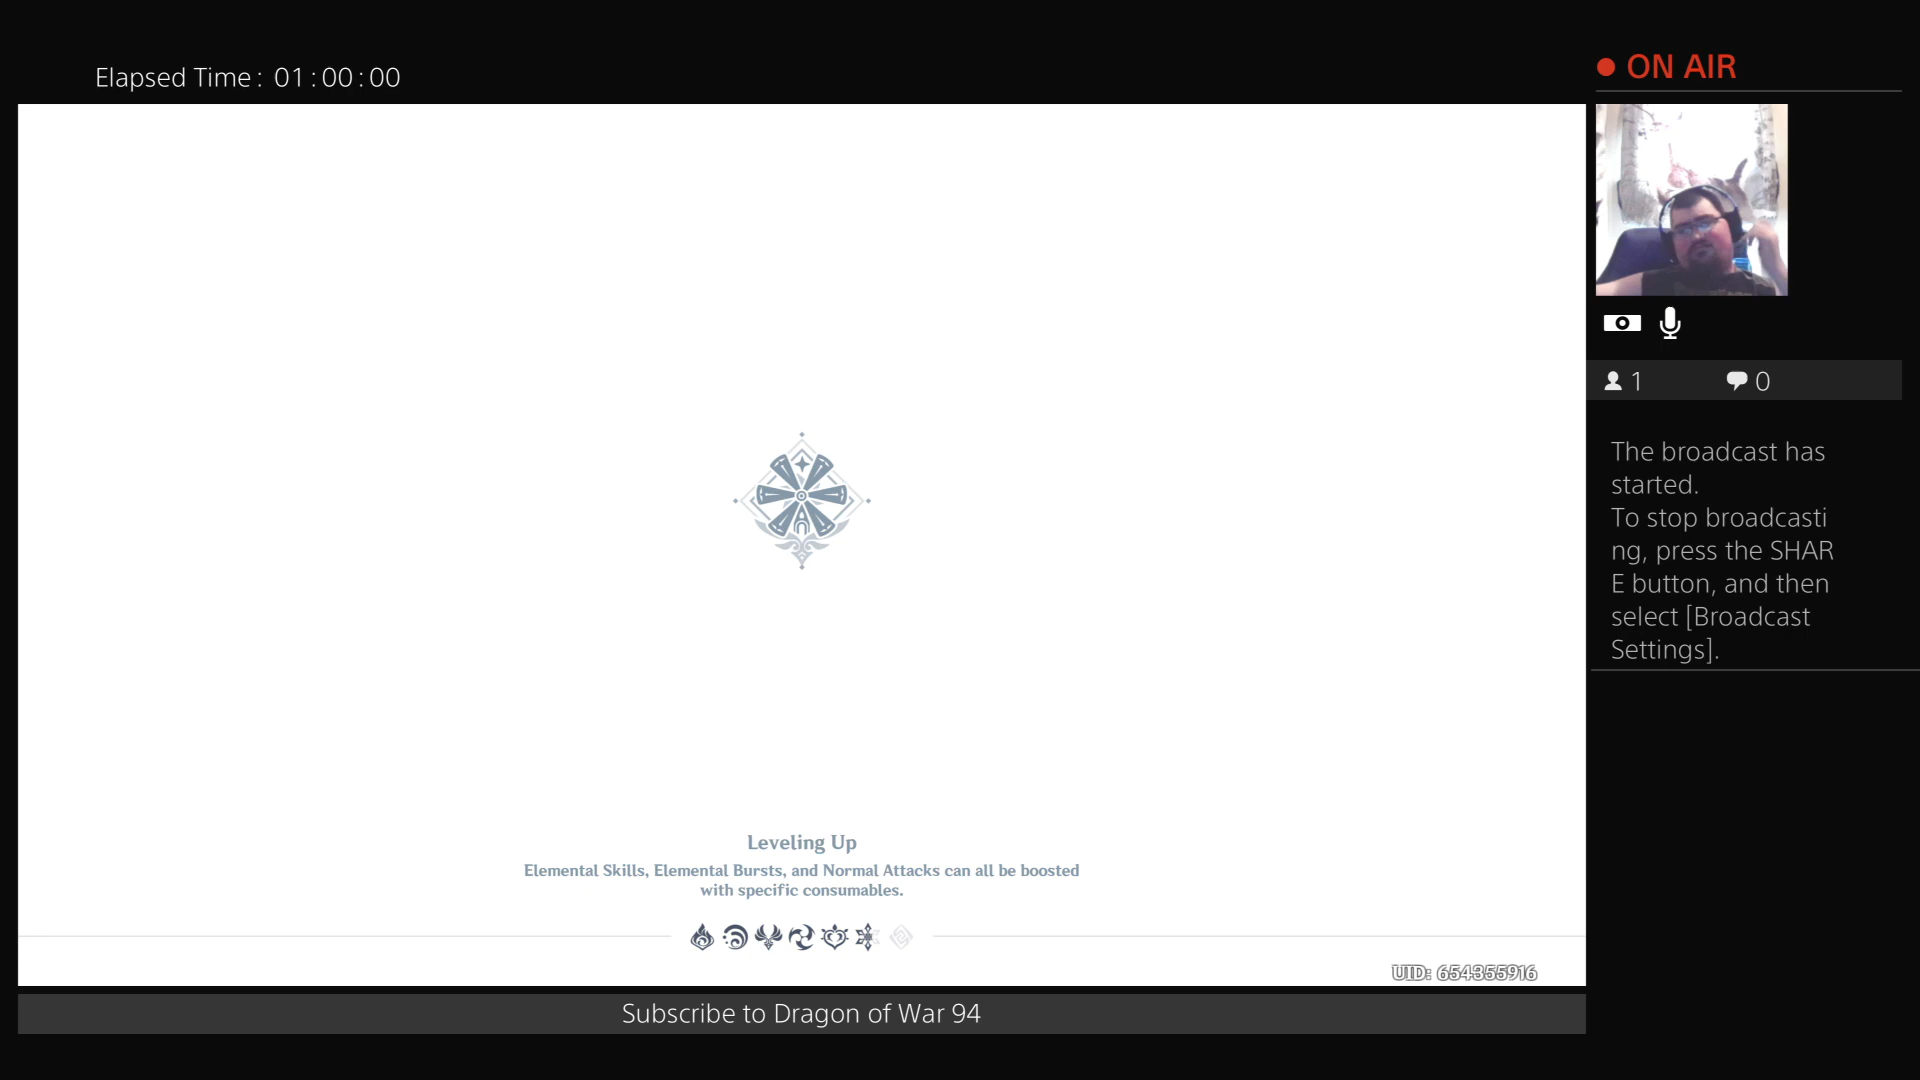 Elapsed Time : 01 : 00 : 00
ON AIR
1
0
The broadcast has
started.
To stop broadcasti
ng, press the SHAR
E button, and then
select [Broadcast
Settings].
Leveling Up
Elemental Skills, Elemental Bursts, and Normal Attacks can all be boosted
with specific consumables.
UID: 654355916
Subscribe to Dragon of War 94